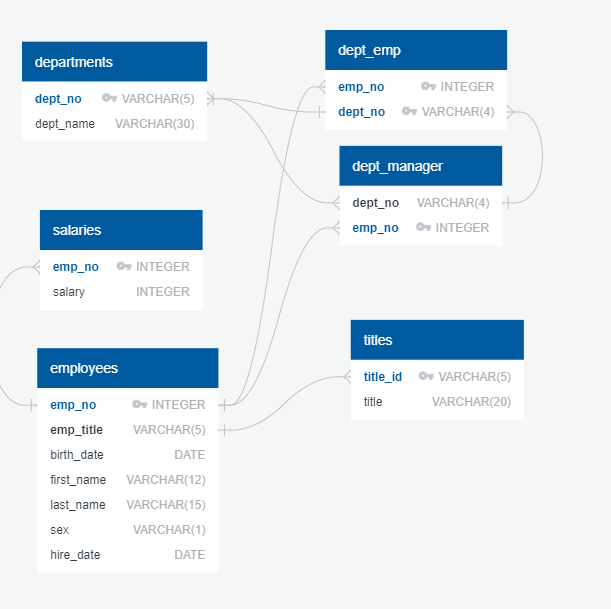 departments
dept_no VARCHAR(5)
dept_name VARCHAR(30)
dept_emp
emp_no INTEGER
dept_no VARCHAR(4)
dept_manager
dept_no VARCHAR(4)
emp_no INTEGER
salaries
emp_no INTEGER
salary INTEGER
employees
emp_no INTEGER
emp_title VARCHAR(5)
birth_date DATE
first_name VARCHAR(12)
last_name VARCHAR(15)
sex VARCHAR(1)
hire_date DATE
titles
title_id VARCHAR(5)
title VARCHAR(20)